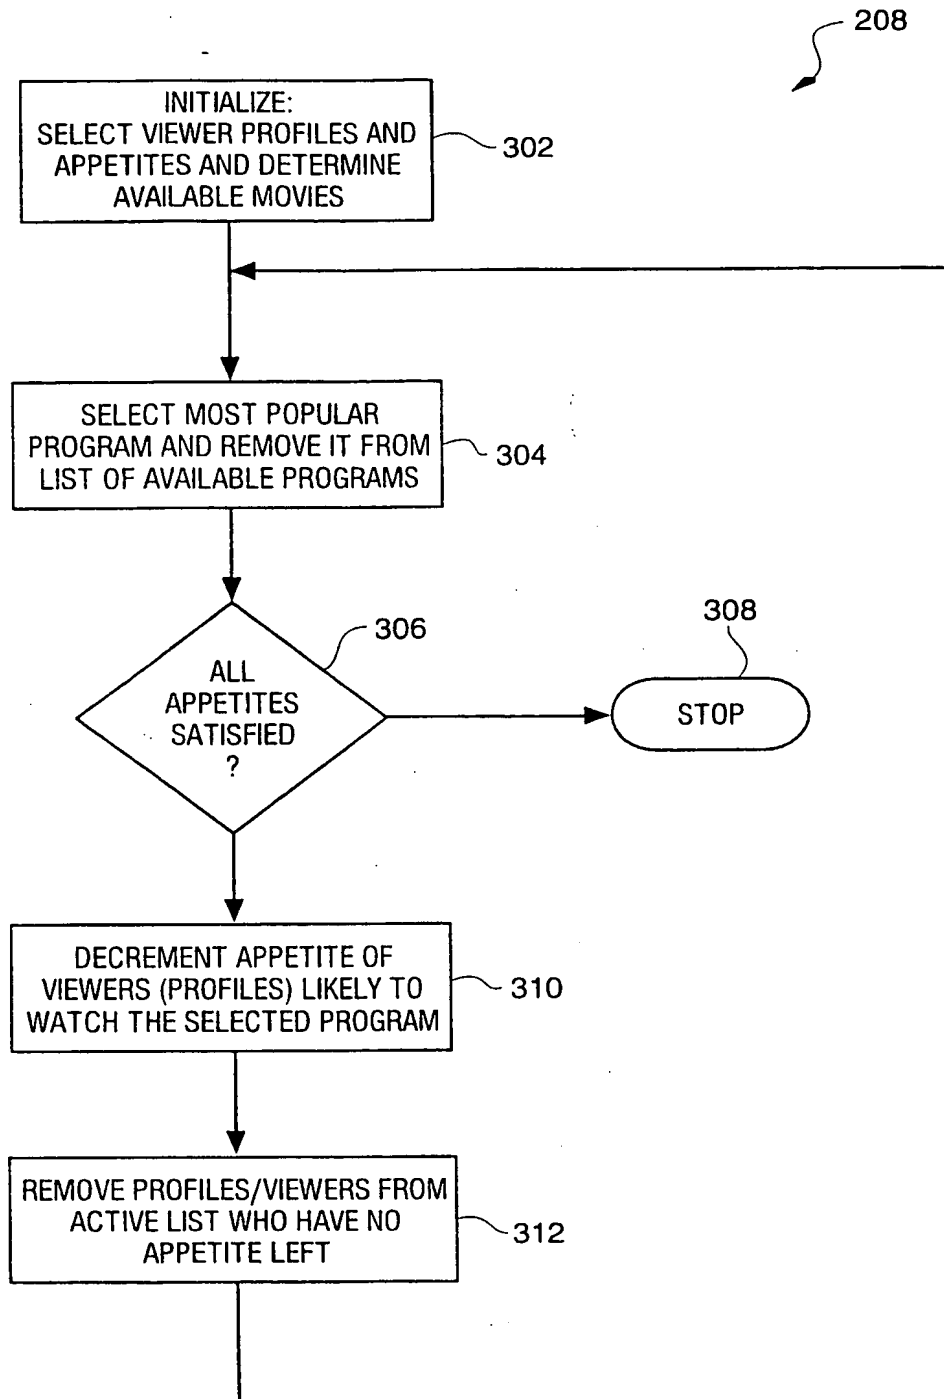 208
INITIALIZE:
SELECT VIEWER PROFILES AND
APPETITES AND DETERMINE
AVAILABLE MOVIES
302
SELECT MOST POPULAR
PROGRAM AND REMOVE IT FROM
LIST OF AVAILABLE PROGRAMS
304
306
ALL
APPETITES
SATISFIED
?
308
STOP
DECREMENT APPETITE OF
VIEWERS (PROFILES) LIKELY TO
WATCH THE SELECTED PROGRAM
310
REMOVE PROFILES/VIEWERS FROM
ACTIVE LIST WHO HAVE NO
APPETITE LEFT
312